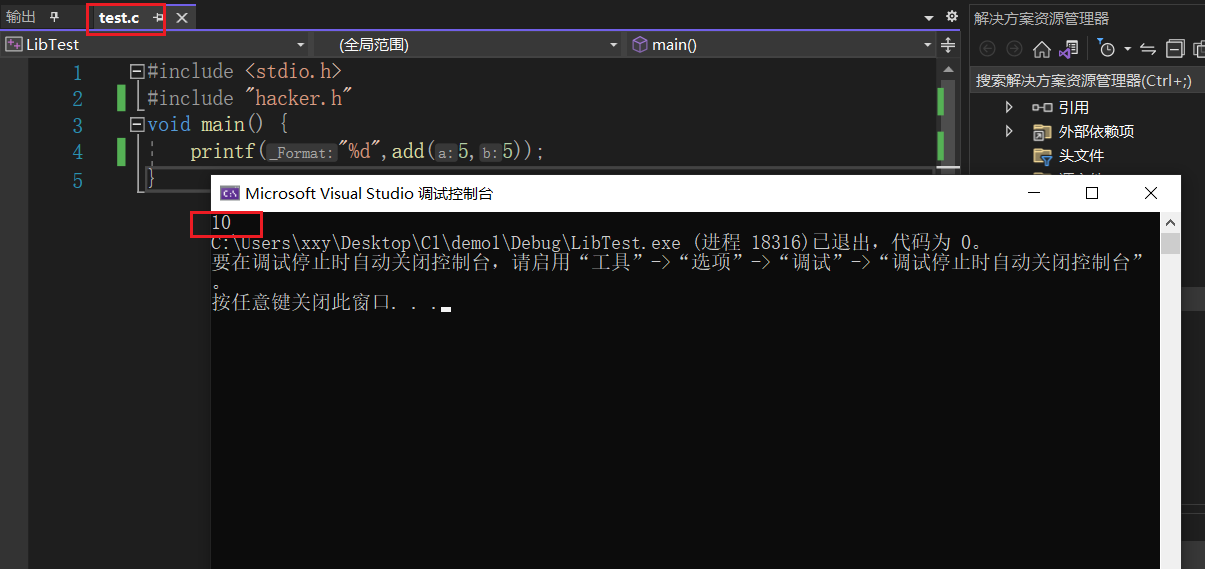 输出 test.c
解决方案资源管理器
LibTest (全局范围) main()
搜索解决方案资源管理器(Ctrl+;)
引用
外部依赖项
头文件
1 #include <stdio.h>
2 #include "hacker.h"
3 void main() {
4 printf(_Format:"%d",add(a:5,b:5));
5 }
Microsoft Visual Studio 调试控制台
10
C:\Users\xxy\Desktop\C1\demo1\Debug\LibTest.exe (进程 18316)已退出，代码为 0。
要在调试停止时自动关闭控制台，请启用“工具”->“选项”->“调试”->“调试停止时自动关闭控制台”
。
按任意键关闭此窗口. . .